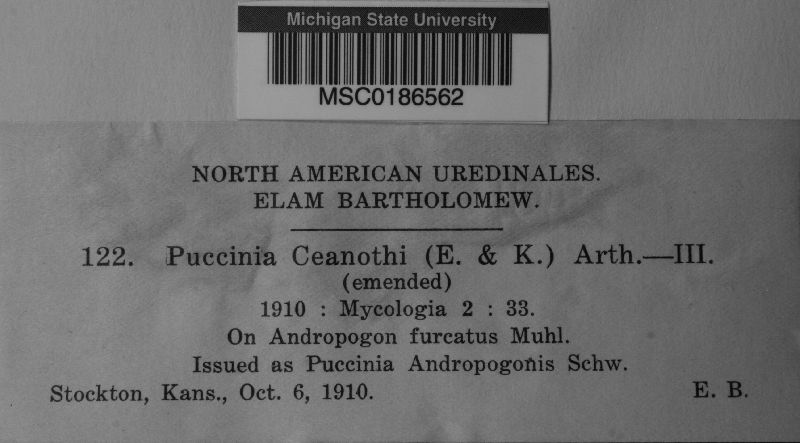 Michigan State University
MSC0186562
NORTH AMERICAN UREDINALES.
ELAM BARTHOLOMEW.
122. Puccinia Ceanothi (E. & K.) Arth.—III.
(emended)
1910 : Mycologia 2 : 33.
On Andropogon furcatus Muhl.
Issued as Puccinia Andropogonis Schw.
Stockton, Kans., Oct. 6, 1910. E. B.